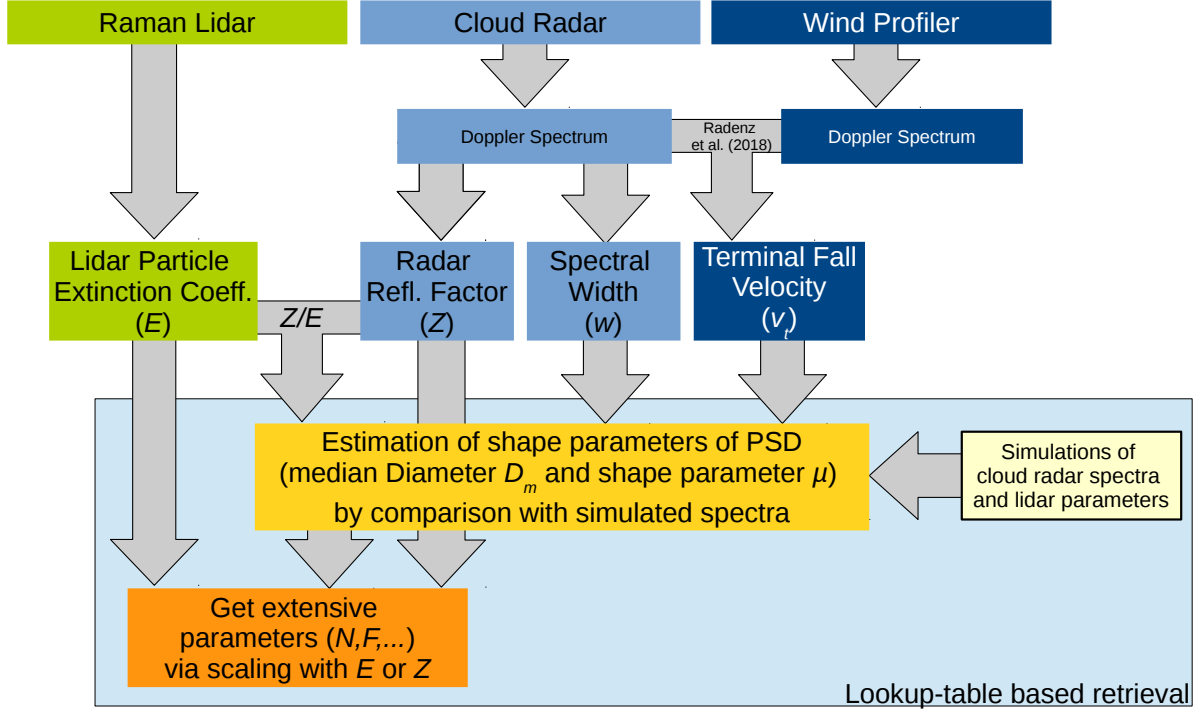 Raman Lidar
Cloud Radar
Wind Profiler
Doppler Spectrum
Radenz
et al. (2018)
Doppler Spectrum
Lidar Particle
Extinction Coeff.
(E)
Z/E
Radar
Refl. Factor
(Z)
Spectral
Width
(w)
Terminal Fall
Velocity
(v_t)
Estimation of shape parameters of PSD
(median Diameter D_m and shape parameter μ)
by comparison with simulated spectra
Simulations of
cloud radar spectra
and lidar parameters
Get extensive
parameters (N,F,...)
via scaling with E or Z
Lookup-table based retrieval